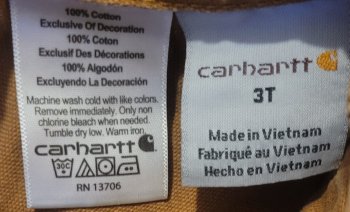 100% Cotton
Exclusive Of Decoration
100% Coton
Exclusif Des Décorations
100% Algodón
Excluyendo La Decoración
Machine wash cold with like colors.
Remove immediately. Only non
chlorine bleach when needed.
Tumble dry low. Warm iron.
carhartt
30C
RN 13706
carhartt
3T
Made in Vietnam
Fabriqué au Vietnam
Hecho en Vietnam